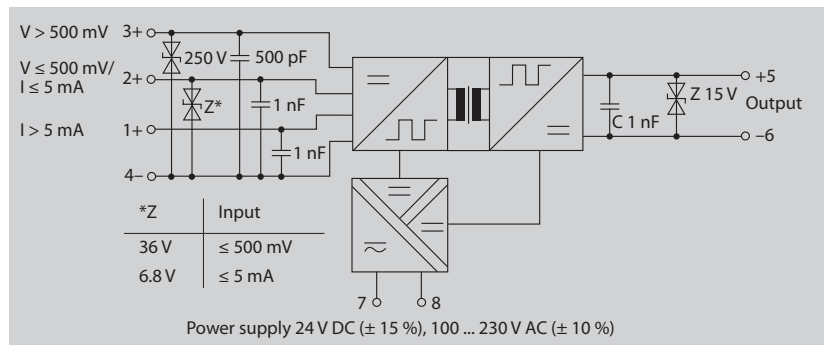 V > 500 mV 3+
250 V 500 pF
V ≤ 500 mV/
I ≤ 5 mA
2+
Z* 1 nF
I > 5 mA 1+
1 nF
4–
+5
Z 15 V
Output
C 1 nF
–6
*Z Input
36 V ≤ 500 mV
6.8 V ≤ 5 mA
7 8
Power supply 24 V DC (± 15 %), 100 ... 230 V AC (± 10 %)